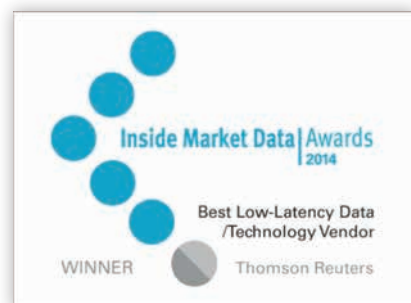 Inside Market Data | Awards
2014
Best Low-Latency Data
/Technology Vendor
WINNER Thomson Reuters